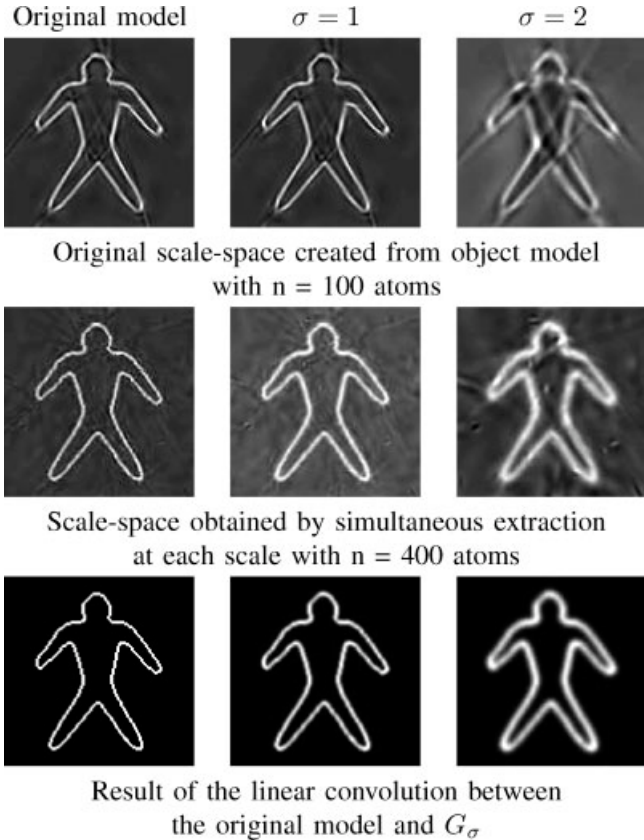 Original model σ = 1 σ = 2
Original scale-space created from object model
with n = 100 atoms
Scale-space obtained by simultaneous extraction
at each scale with n = 400 atoms
Result of the linear convolution between
the original model and G_σ